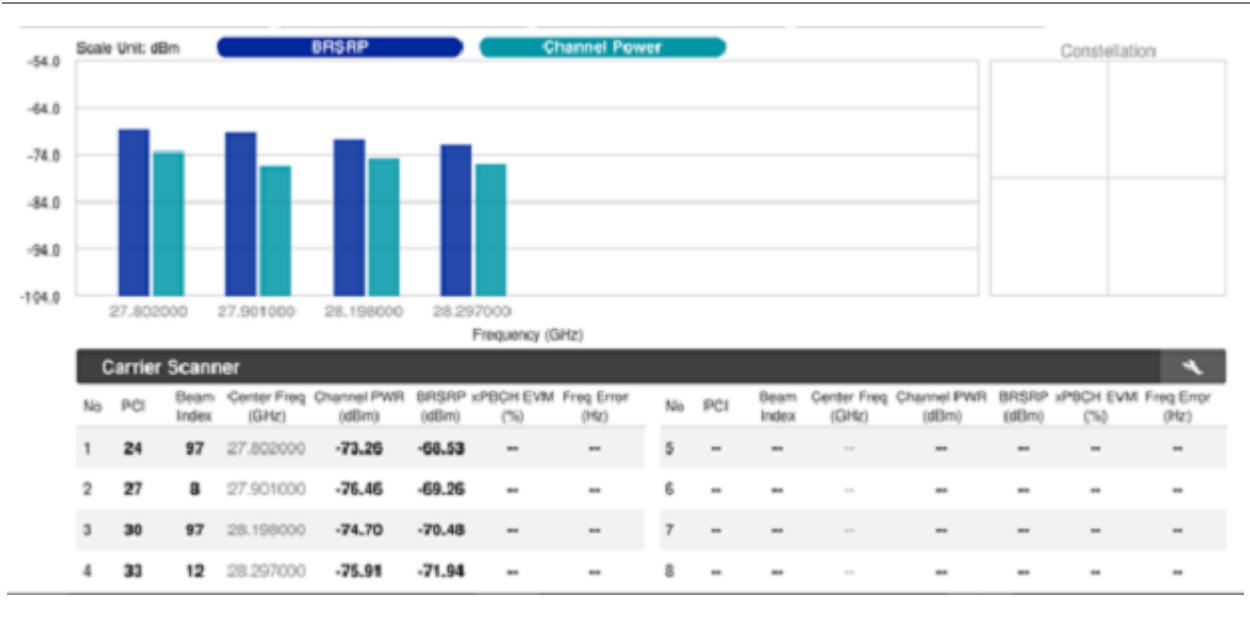 Scale Unit: dBm BRSRP Channel Power Constellation
-54.0
-64.0
-74.0
-84.0
-94.0
-104.0
27.802000 27.901000 28.198000 28.297000
Frequency (GHz)
Carrier Scanner
No PCI Beam Index Center Freq (GHz) Channel PWR (dBm) BRSRP (dBm) xPBCH EVM (%) Freq Error (Hz) No PCI Beam Index Center Freq (GHz) Channel PWR (dBm) BRSRP (dBm) xPBCH EVM (%) Freq Error (Hz)
1 24 97 27.802000 -73.26 -68.53 -- -- 5 -- -- -- -- -- -- --
2 27 8 27.901000 -76.46 -69.26 -- -- 6 -- -- -- -- -- -- --
3 30 97 28.198000 -74.70 -70.48 -- -- 7 -- -- -- -- -- -- --
4 33 12 28.297000 -75.91 -71.94 -- -- 8 -- -- -- -- -- -- --